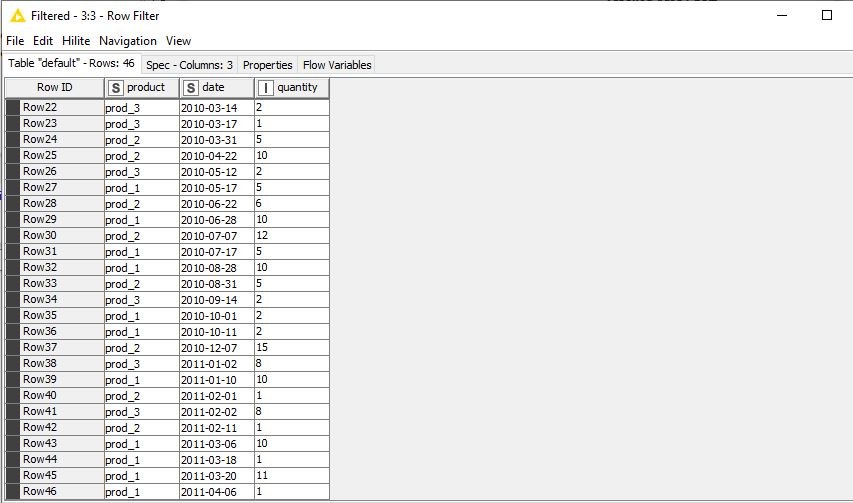 Filtered - 3:3 - Row Filter
File Edit Hilite Navigation View
Table "default" - Rows: 46 Spec - Columns: 3 Properties Flow Variables
Row ID S product S date I quantity
Row22 prod_3 2010-03-14 2
Row23 prod_3 2010-03-17 1
Row24 prod_2 2010-03-31 5
Row25 prod_2 2010-04-22 10
Row26 prod_3 2010-05-12 2
Row27 prod_1 2010-05-17 5
Row28 prod_2 2010-06-22 6
Row29 prod_1 2010-06-28 10
Row30 prod_2 2010-07-07 12
Row31 prod_1 2010-07-17 5
Row32 prod_1 2010-08-28 10
Row33 prod_2 2010-08-31 5
Row34 prod_3 2010-09-14 2
Row35 prod_1 2010-10-01 2
Row36 prod_1 2010-10-11 2
Row37 prod_2 2010-12-07 15
Row38 prod_3 2011-01-02 8
Row39 prod_1 2011-01-10 10
Row40 prod_2 2011-02-01 1
Row41 prod_3 2011-02-02 8
Row42 prod_2 2011-02-11 1
Row43 prod_1 2011-03-06 10
Row44 prod_1 2011-03-18 1
Row45 prod_1 2011-03-20 11
Row46 prod_1 2011-04-06 1